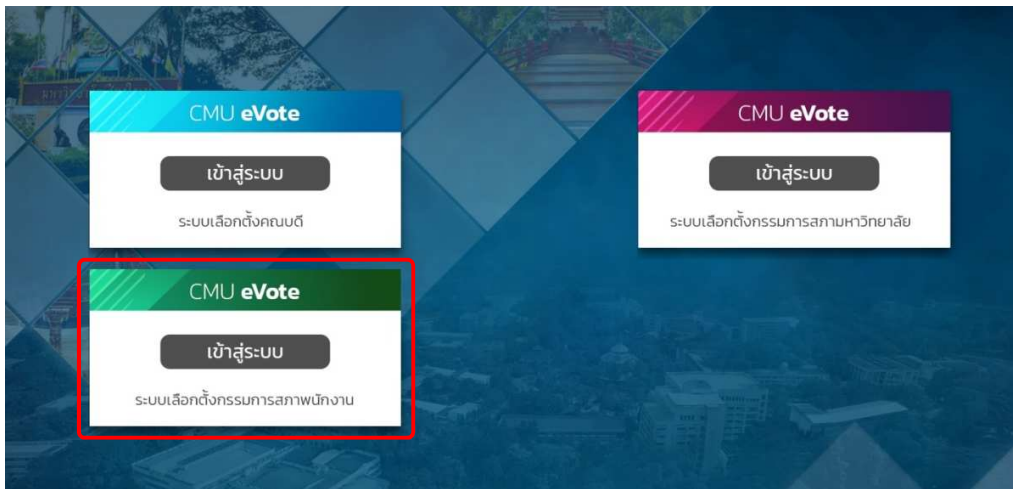 CMU eVote
เข้าสู่ระบบ
ระบบเลือกตั้งคณบดี
CMU eVote
เข้าสู่ระบบ
ระบบเลือกตั้งกรรมการสภามหาวิทยาลัย
CMU eVote
เข้าสู่ระบบ
ระบบเลือกตั้งกรรมการสภาพนักงาน